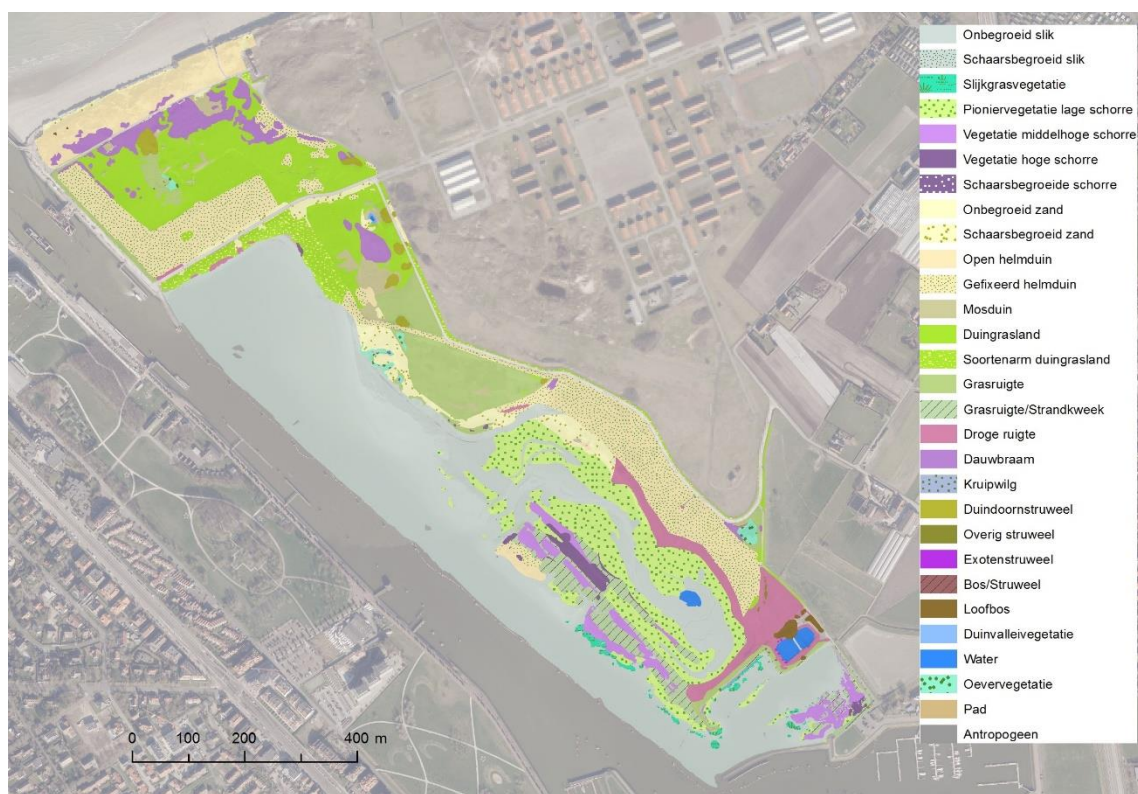 Onbegroeid slik
Schaarsbegroeid slik
Slijkgrasvegetatie
Pioniervegetatie lage schorre
Vegetatie middelhoge schorre
Vegetatie hoge schorre
Schaarsbegroeide schorre
Onbegroeid zand
Schaarsbegroeid zand
Open helmduin
Gefixeerd helmduin
Mosduin
Duingrasland
Soortenarm duingrasland
Grasruigte
Grasruigte/Strandkweek
Droge ruigte
Dauwbraam
Kruipwilg
Duindoornstruweel
Overig struweel
Exotenstruweel
Bos/Struweel
Loofbos
Duinvalleivegetatie
Water
Oevervegetatie
Pad
Antropogeen
0 100 200 400 m